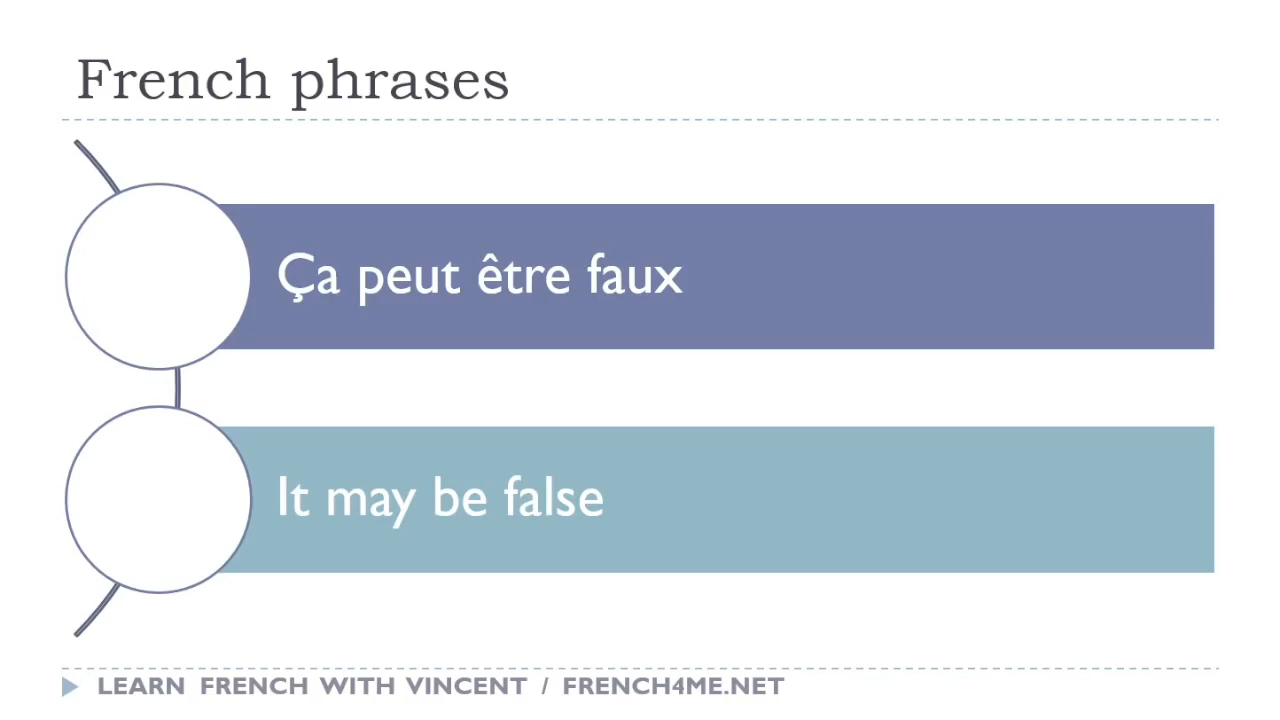 French phrases
Ça peut être faux
It may be false
LEARN FRENCH WITH VINCENT / FRENCH4ME.NET